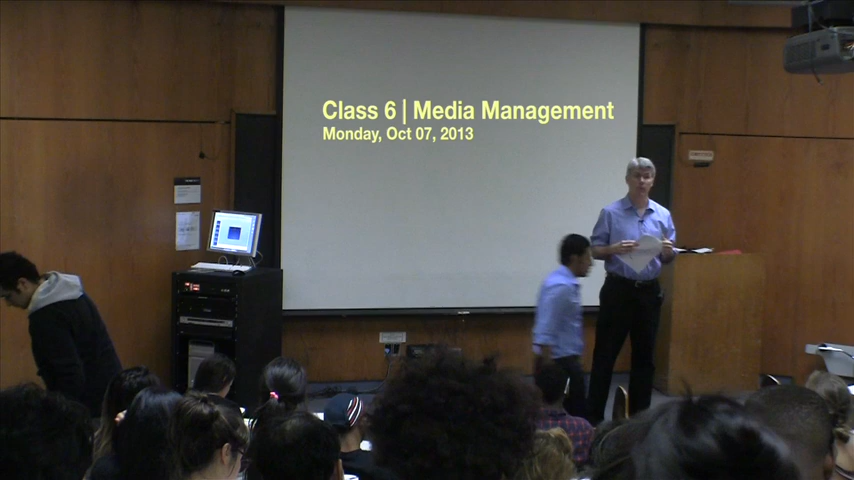 Class 6 | Media Management
Monday, Oct 07, 2013